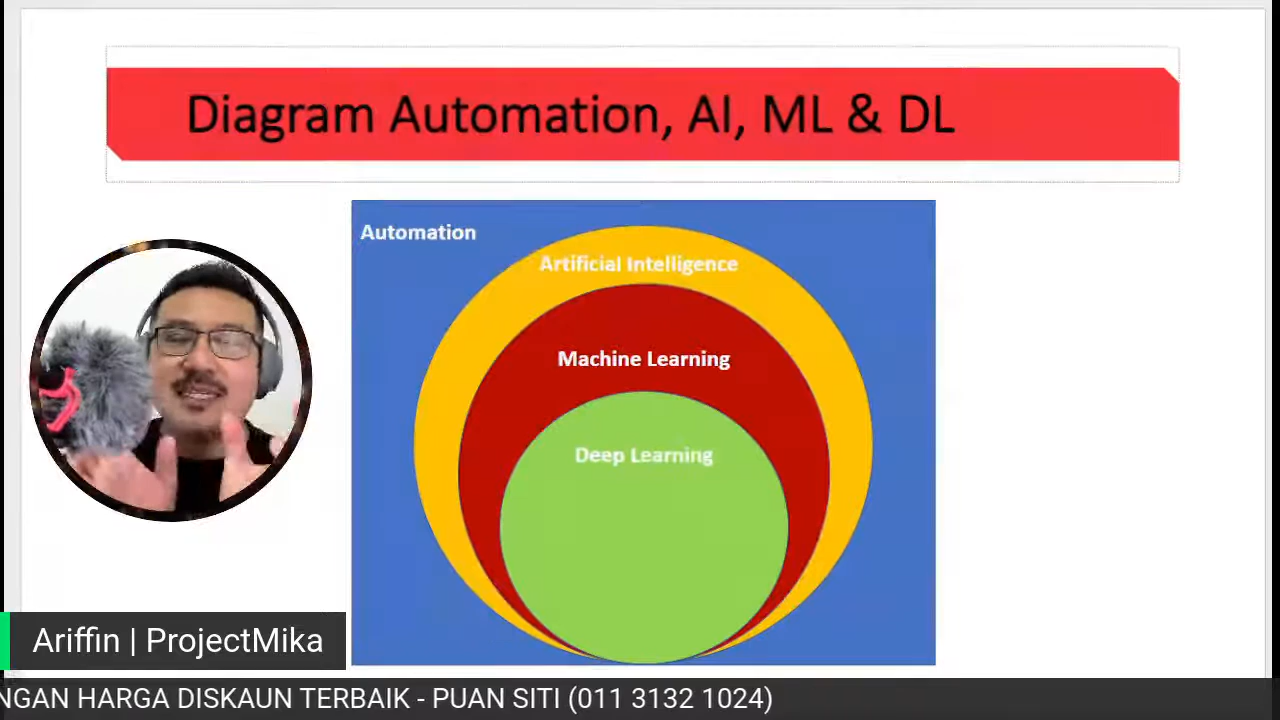 Diagram Automation, AI, ML & DL
Automation
Artificial Intelligence
Machine Learning
Deep Learning
Ariffin | ProjectMika
HARGA DISKAUN TERBAIK - PUAN SITI (011 3132 1024)